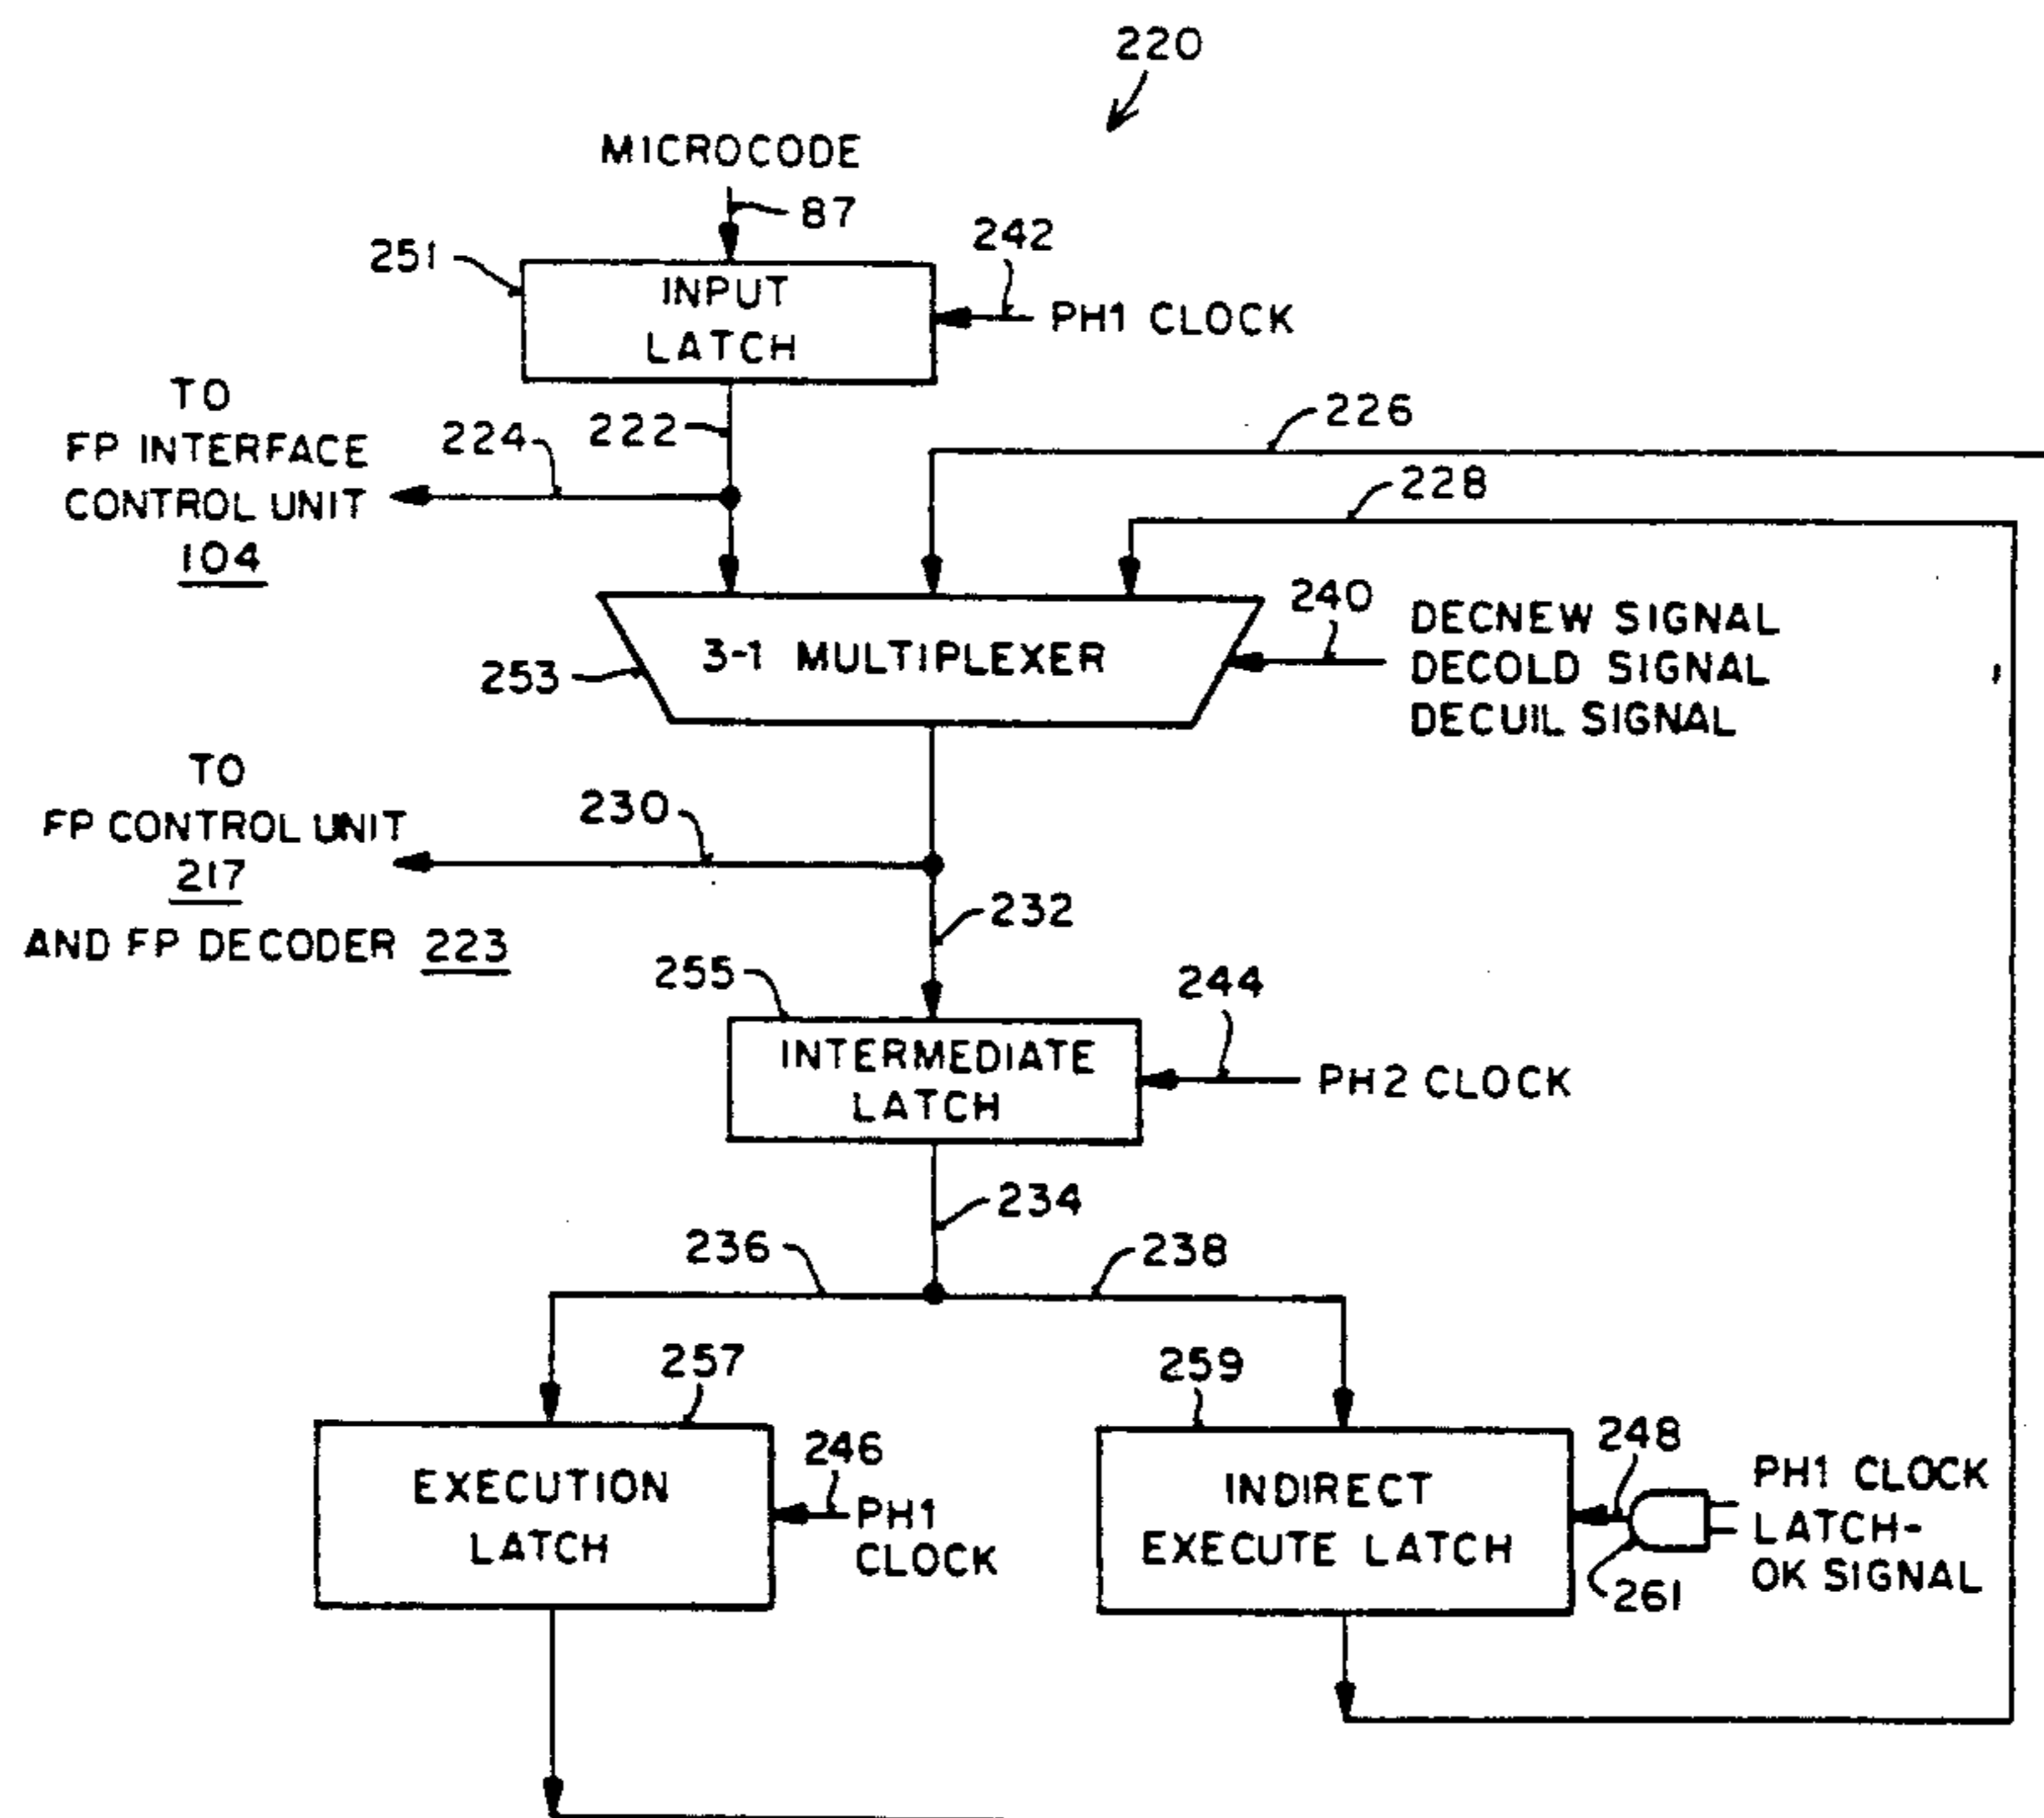 220
MICROCODE
87
251
INPUT
LATCH
242
PH1 CLOCK
TO
FP INTERFACE
CONTROL UNIT
104
224
222
226
228
253
3-1 MULTIPLEXER
240
DECNEW SIGNAL
DECOLD SIGNAL
DECUIL SIGNAL
TO
FP CONTROL UNIT
217
AND FP DECODER 223
230
232
255
INTERMEDIATE
LATCH
244
PH2 CLOCK
234
236
238
257
EXECUTION
LATCH
246
PH1
CLOCK
259
INDIRECT
EXECUTE LATCH
248
261
PH1 CLOCK
LATCH-
OK SIGNAL